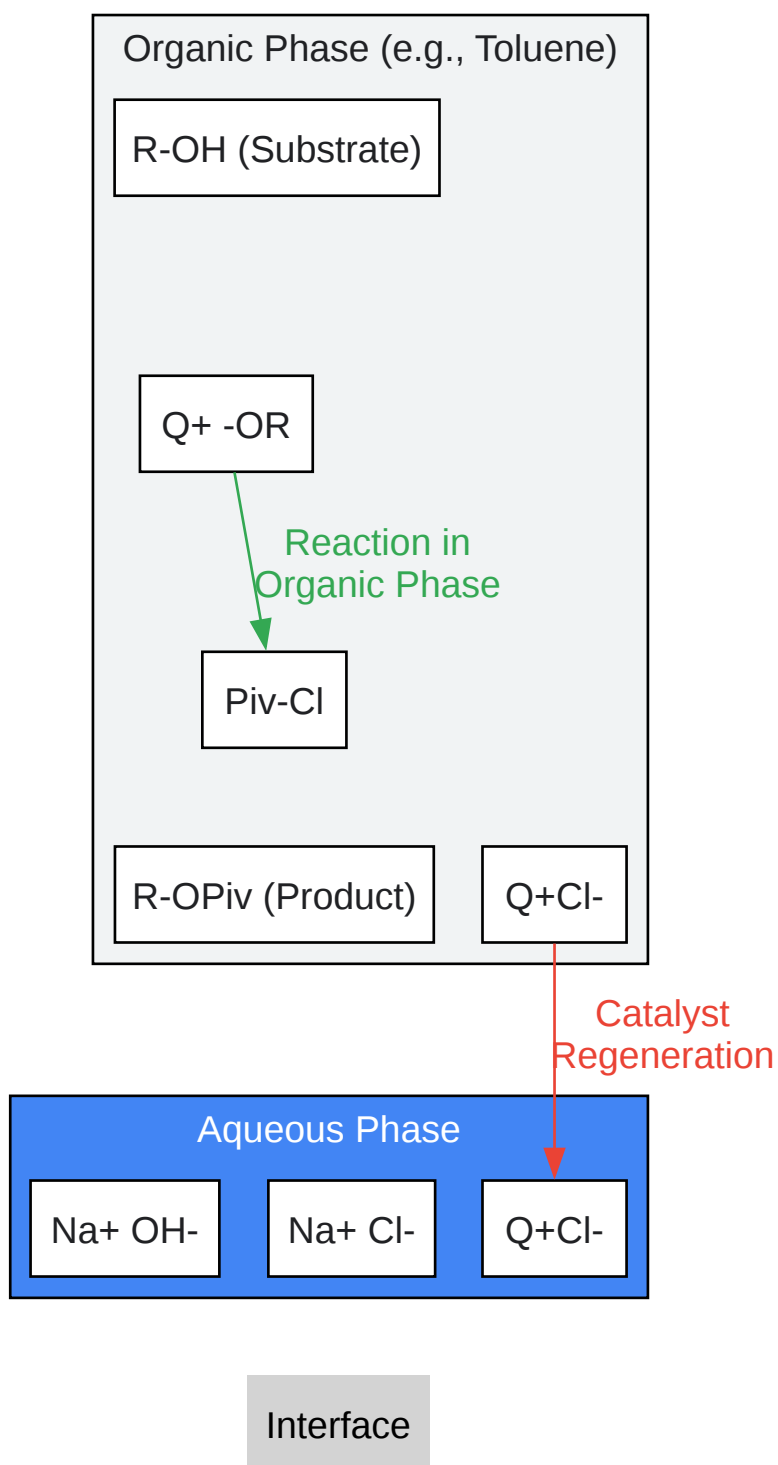 Organic Phase (e.g., Toluene)
R-OH (Substrate)
Q+ -OR
Reaction in
Organic Phase
Piv-Cl
R-OPiv (Product)
Q+Cl-
Catalyst
Regeneration
Aqueous Phase
Na+ OH-
Na+ Cl-
Q+Cl-
Interface